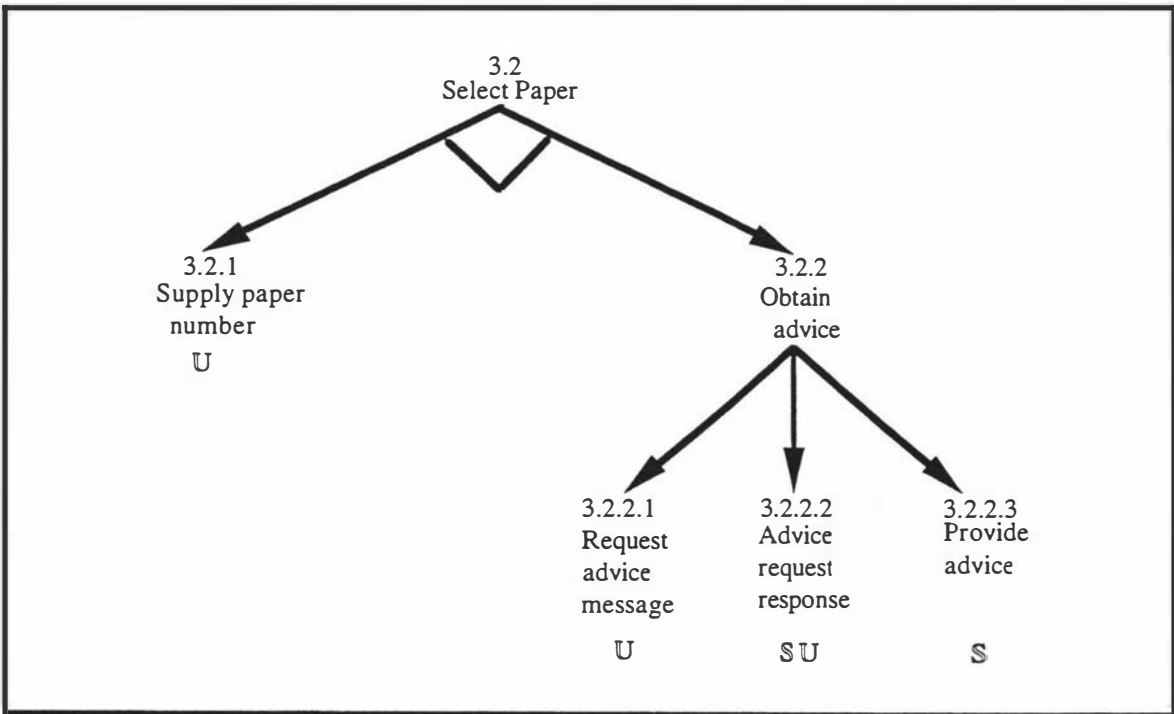 3.2
Select Paper
3.2.1
Supply paper
number
U
3.2.2
Obtain
advice
3.2.2.1
Request
advice
message
U
3.2.2.2
Advice
request
response
S U
3.2.2.3
Provide
advice
S